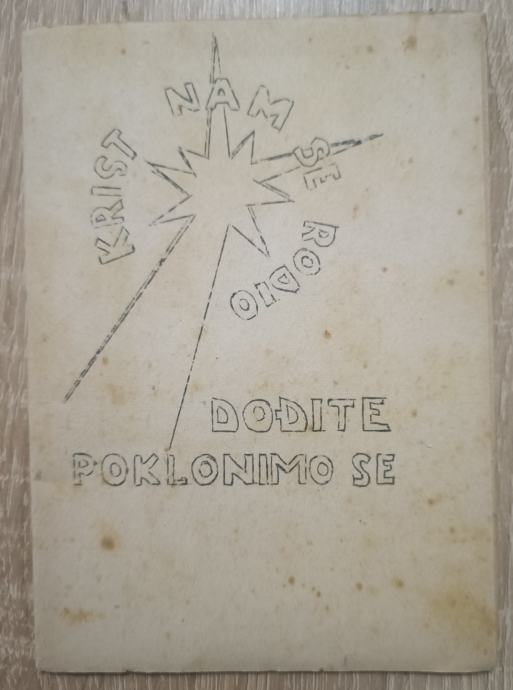 KRIST NAM SE RODIO
DOĐITE
POKLONIMO SE